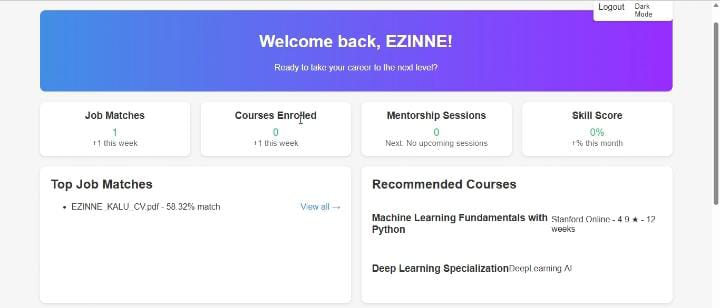 Logout
Dark
Mode
Welcome back, EZINNE!
Ready to take your career to the next level?
Job Matches
1
+1 this week
Courses Enrolled
0
+1 this week
Mentorship Sessions
0
Next: No upcoming sessions
Skill Score
0%
+% this month
Top Job Matches
• EZINNE_KALU_CV.pdf - 58.32% match
View all →
Recommended Courses
Machine Learning Fundamentals with
Python
Stanford Online - 4.9 ★ - 12
weeks
Deep Learning Specialization
DeepLearning.AI